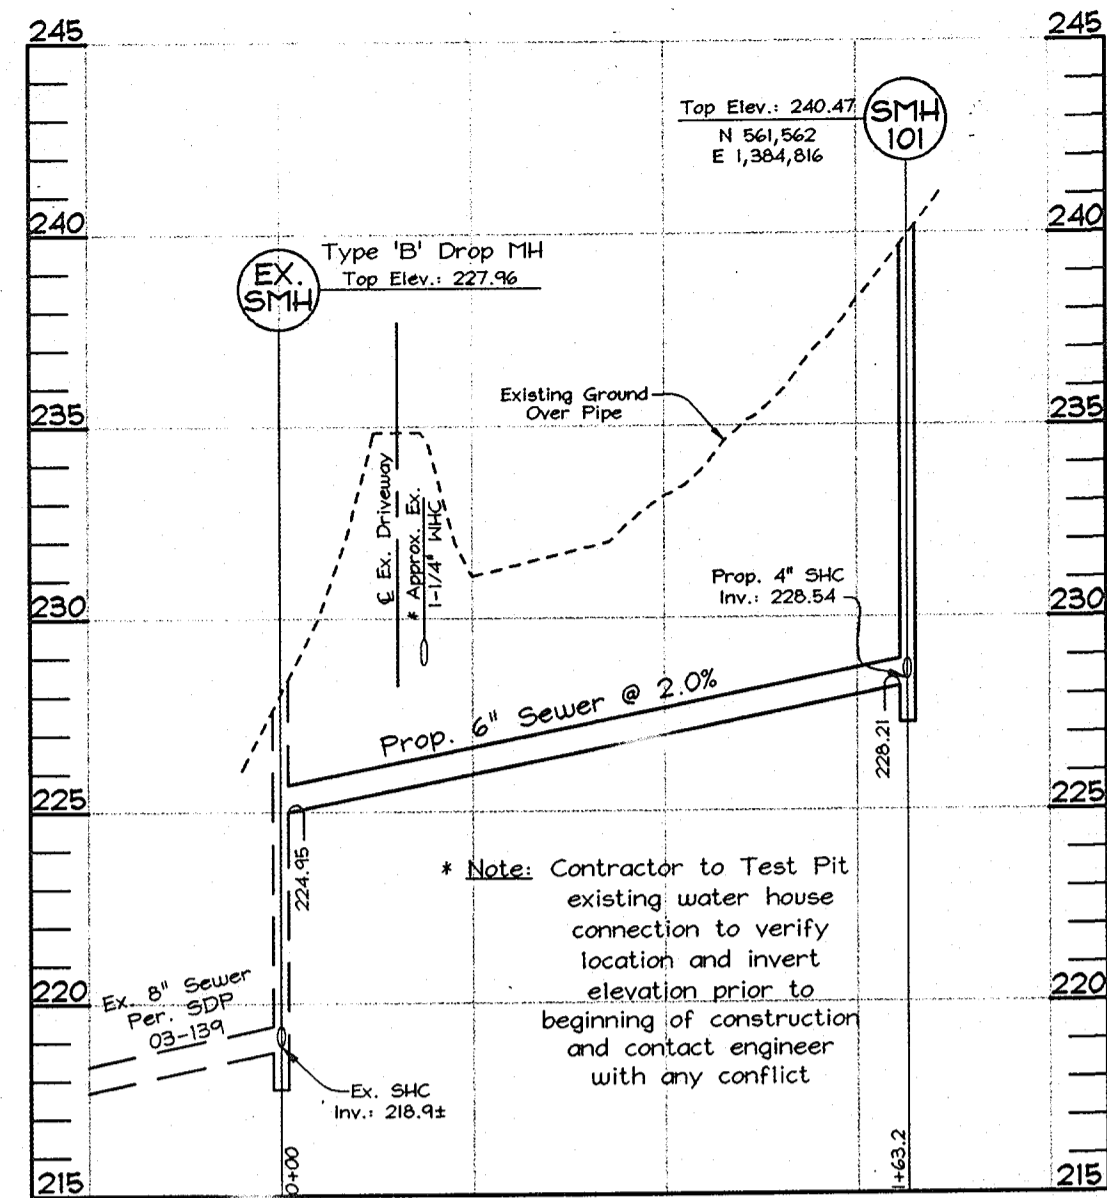 245
245
Top Elev.: 240.47
N 561,562
E 1,384,816
SMH
101
240
240
EX.
SMH
Type 'B' Drop MH
Top Elev.: 227.96
Existing Ground
Over Pipe
235
235
℄ Ex. Driveway
* Approx. Ex.
1-1/4" WHC
Prop. 4" SHC
Inv.: 228.54
230
230
Prop. 6" Sewer @ 2.0%
228.21
225
225
224.95
* Note: Contractor to Test Pit
existing water house
connection to verify
location and invert
elevation prior to
beginning of construction
and contact engineer
with any conflict
220
220
Ex. 8" Sewer
Per. SDP
03-139
Ex. SHC
Inv.: 218.9±
215
215
0+00
1+63.2